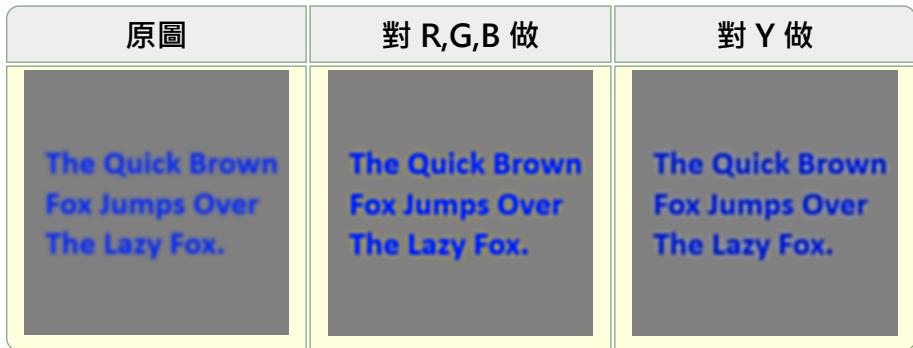 原圖
對 R,G,B 做
對 Y 做
The Quick Brown
Fox Jumps Over
The Lazy Fox.
The Quick Brown
Fox Jumps Over
The Lazy Fox.
The Quick Brown
Fox Jumps Over
The Lazy Fox.